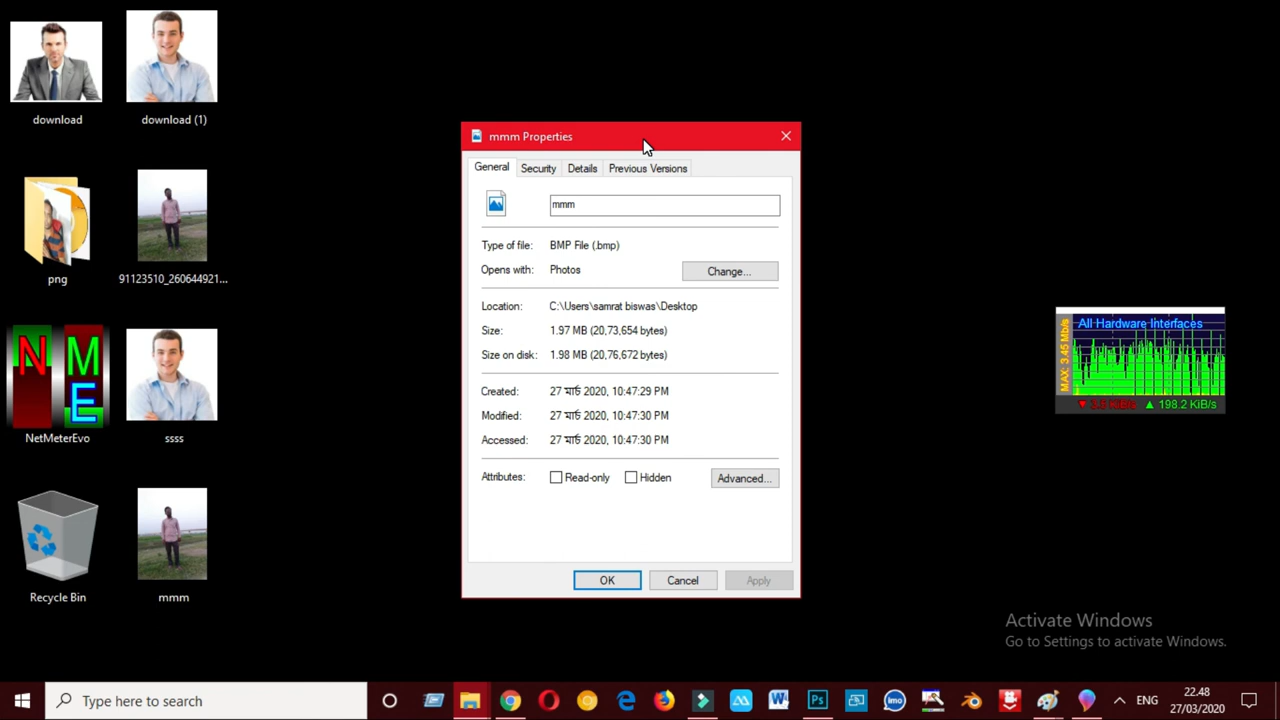 download
download (1)
png
91123510_260644921...
NME
NetMeterEvo
ssss
Recycle Bin
mmm
mmm Properties
General
Security
Details
Previous Versions
mmm
Type of file:
BMP File (.bmp)
Opens with:
Photos
Change...
Location:
C:\Users\samrat biswas\Desktop
Size:
1.97 MB (20,73,654 bytes)
Size on disk:
1.98 MB (20,76,672 bytes)
Created:
27 মার্চ 2020, 10:47:29 PM
Modified:
27 মার্চ 2020, 10:47:30 PM
Accessed:
27 মার্চ 2020, 10:47:30 PM
Attributes:
Read-only
Hidden
Advanced...
OK
Cancel
Apply
MAX: 3.45 Mb/s
All Hardware Interfaces
198.2 KiB/s
Activate Windows
Go to Settings to activate Windows.
Type here to search
W
Ps
imo
ENG
22.48
27/03/2020